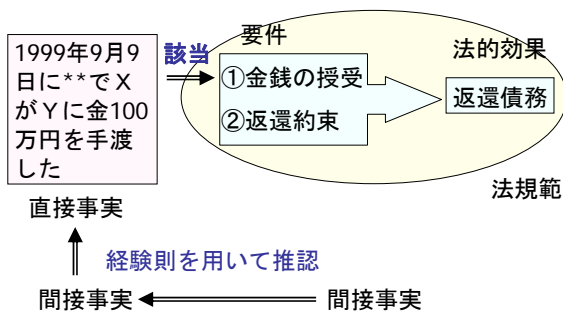 1999年9月9
日に**でX
がYに金100
万円を手渡
した
該当
要件
①金銭の授受
②返還約束
法的効果
返還債務
法規範
直接事実
経験則を用いて推認
間接事実
間接事実